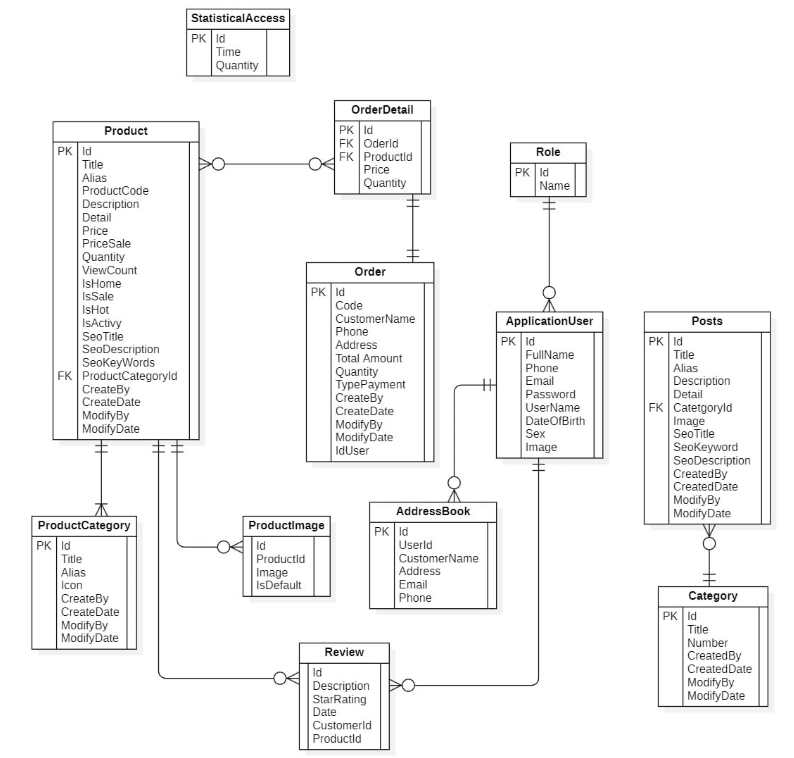 StatisticalAccess
PK Id
Time
Quantity
OrderDetail
PK Id
FK OderId
FK ProductId
Price
Quantity
Product
PK Id
Title
Alias
ProductCode
Description
Detail
Price
PriceSale
Quantity
ViewCount
IsHome
IsSale
IsHot
IsActivy
SeoTitle
SeoDescription
SeoKeyWords
FK ProductCategoryId
CreateBy
CreateDate
ModifyBy
ModifyDate
Role
PK Id
Name
Order
PK Id
Code
CustomerName
Phone
Address
Total Amount
Quantity
TypePayment
CreateBy
CreateDate
ModifyBy
ModifyDate
IdUser
ApplicationUser
PK Id
FullName
Phone
Email
Password
UserName
DateOfBirth
Sex
Image
Posts
PK Id
Title
Alias
Description
Detail
FK CatetgoryId
Image
SeoTitle
SeoKeyword
SeoDescription
CreatedBy
CreatedDate
ModifyBy
ModifyDate
ProductCategory
PK Id
Title
Alias
Icon
CreateBy
CreateDate
ModifyBy
ModifyDate
ProductImage
Id
ProductId
Image
IsDefault
AddressBook
PK Id
UserId
CustomerName
Address
Email
Phone
Category
PK Id
Title
Number
CreatedBy
CreatedDate
ModifyBy
ModifyDate
Review
Id
Description
StarRating
Date
CustomerId
ProductId